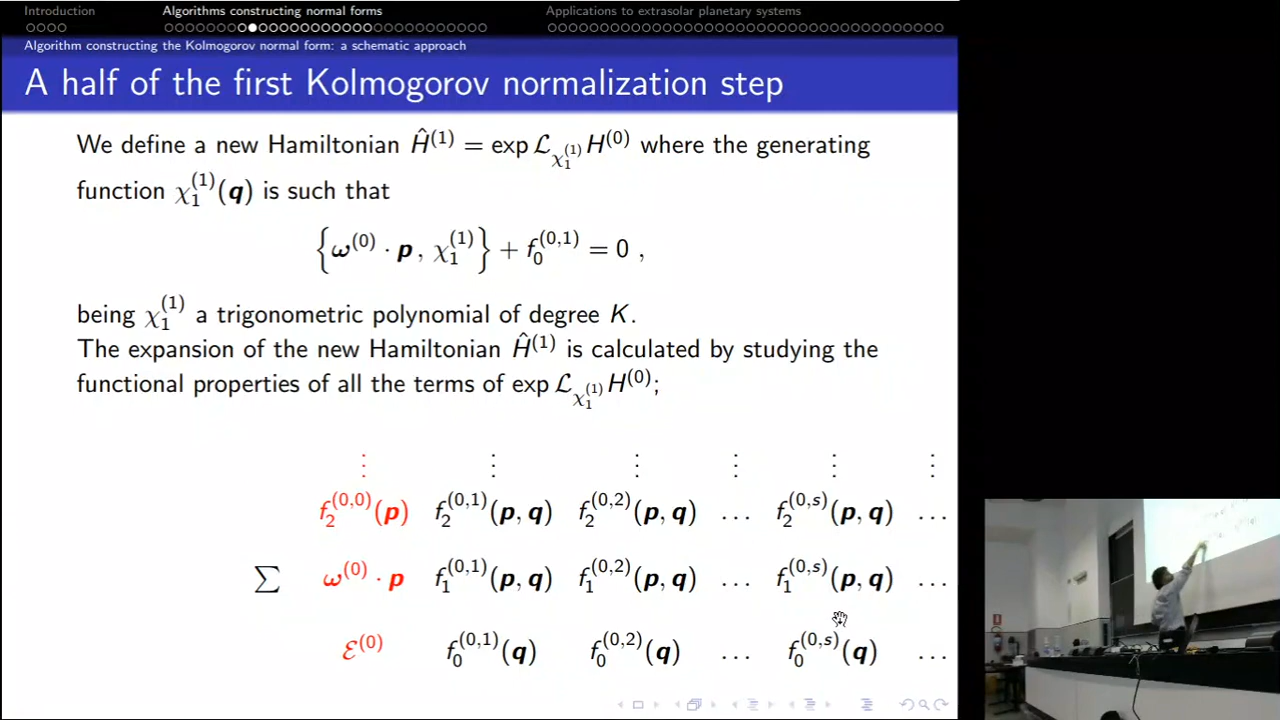 Introduction Algorithms constructing normal forms Applications to extrasolar planetary systems
Algorithm constructing the Kolmogorov normal form: a schematic approach
A half of the first Kolmogorov normalization step
We define a new Hamiltonian Ĥ^(1) = exp ℒ_{χ_1^(1)} H^(0) where the generating
function χ_1^(1)(q) is such that
{ω^(0) · p , χ_1^(1)} + f_0^(0,1) = 0 ,
being χ_1^(1) a trigonometric polynomial of degree K.
The expansion of the new Hamiltonian Ĥ^(1) is calculated by studying the
functional properties of all the terms of exp ℒ_{χ_1^(1)} H^(0);
⋮ ⋮ ⋮ ⋮ ⋮ ⋮
f_2^(0,0)(p) f_2^(0,1)(p, q) f_2^(0,2)(p, q) … f_2^(0,s)(p, q) …
∑ ω^(0) · p f_1^(0,1)(p, q) f_1^(0,2)(p, q) … f_1^(0,s)(p, q) …
ℰ^(0) f_0^(0,1)(q) f_0^(0,2)(q) … f_0^(0,s)(q) …